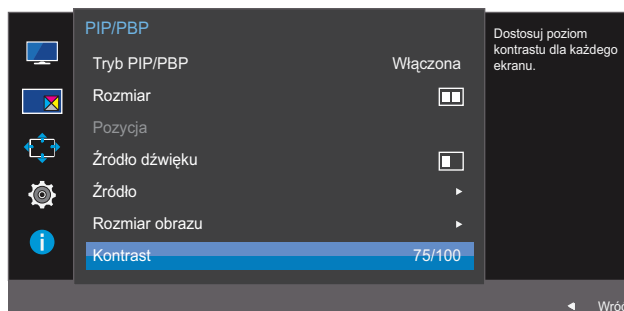 PIP/PBP
Tryb PIP/PBP Włączona
Rozmiar
Pozycja
Źródło dźwięku
Źródło
Rozmiar obrazu
Kontrast 75/100
Dostosuj poziom
kontrastu dla każdego
ekranu.
Wróć